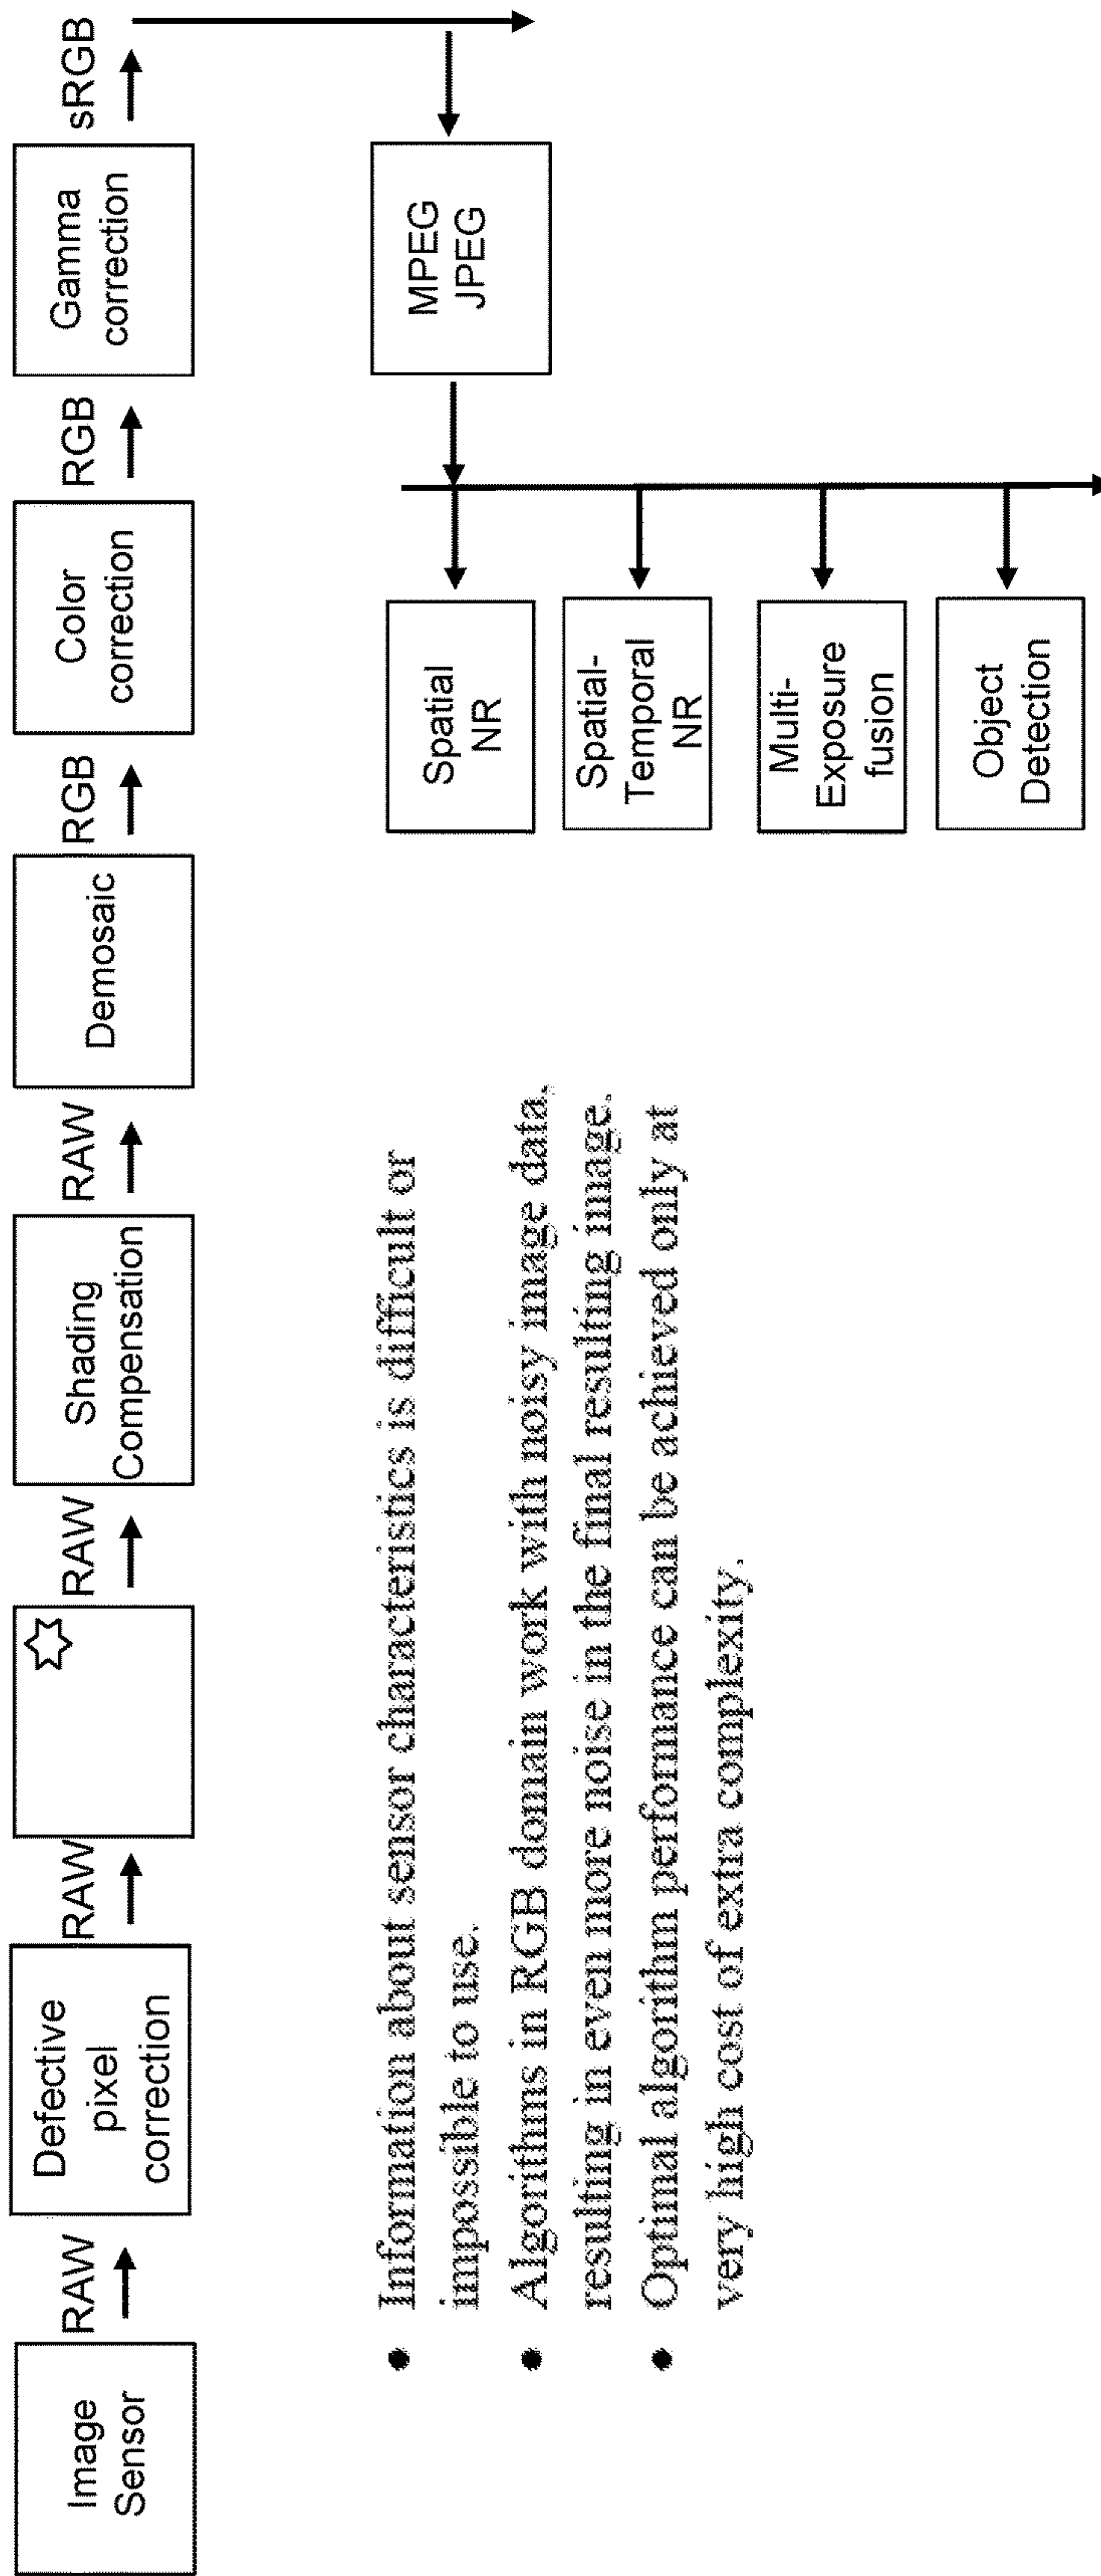 Image
Sensor
RAW
Defective
pixel
correction
RAW
RAW
Shading
Compensation
RAW
Demosaic
RGB
Color
correction
RGB
Gamma
correction
sRGB
MPEG
JPEG
Spatial
NR
Spatial-
Temporal
NR
Multi-
Exposure
fusion
Object
Detection
• Information about sensor characteristics is difficult or
impossible to use.
• Algorithms in RGB domain work with noisy image data,
resulting in even more noise in the final resulting image.
• Optimal algorithm performance can be achieved only at
very high cost of extra complexity.